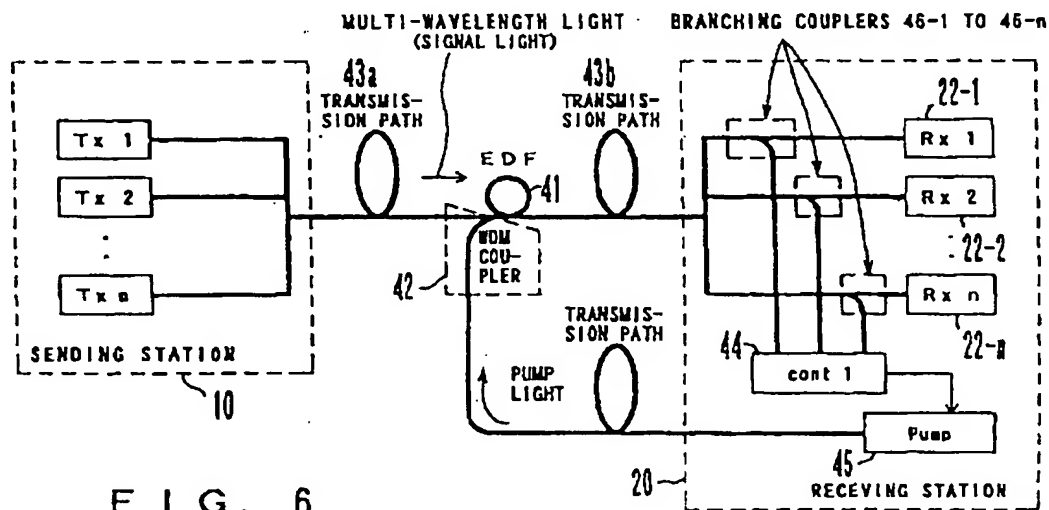 MULTI-WAVELENGTH LIGHT
(SIGNAL LIGHT)
BRANCHING COUPLERS 46-1 TO 46-n
43a
TRANSMIS-
SION PATH
43b
TRANSMIS-
SION PATH
22-1
Tx 1
Rx 1
EDF
41
Tx 2
Rx 2
22-2
WDM
COU-
PLER
42
Tx n
Rx n
22-n
TRANSMIS-
SION PATH
44
cont 1
SENDING STATION
10
PUMP
LIGHT
Pump
45
20
RECEVING STATION
FIG. 6